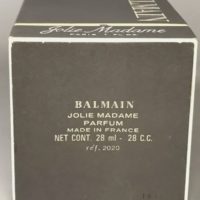 Jolie Madame
BALMAIN
JOLIE MADAME
PARFUM
MADE IN FRANCE
NET CONT. 28 ml - 28 C.C.
réf. 2020